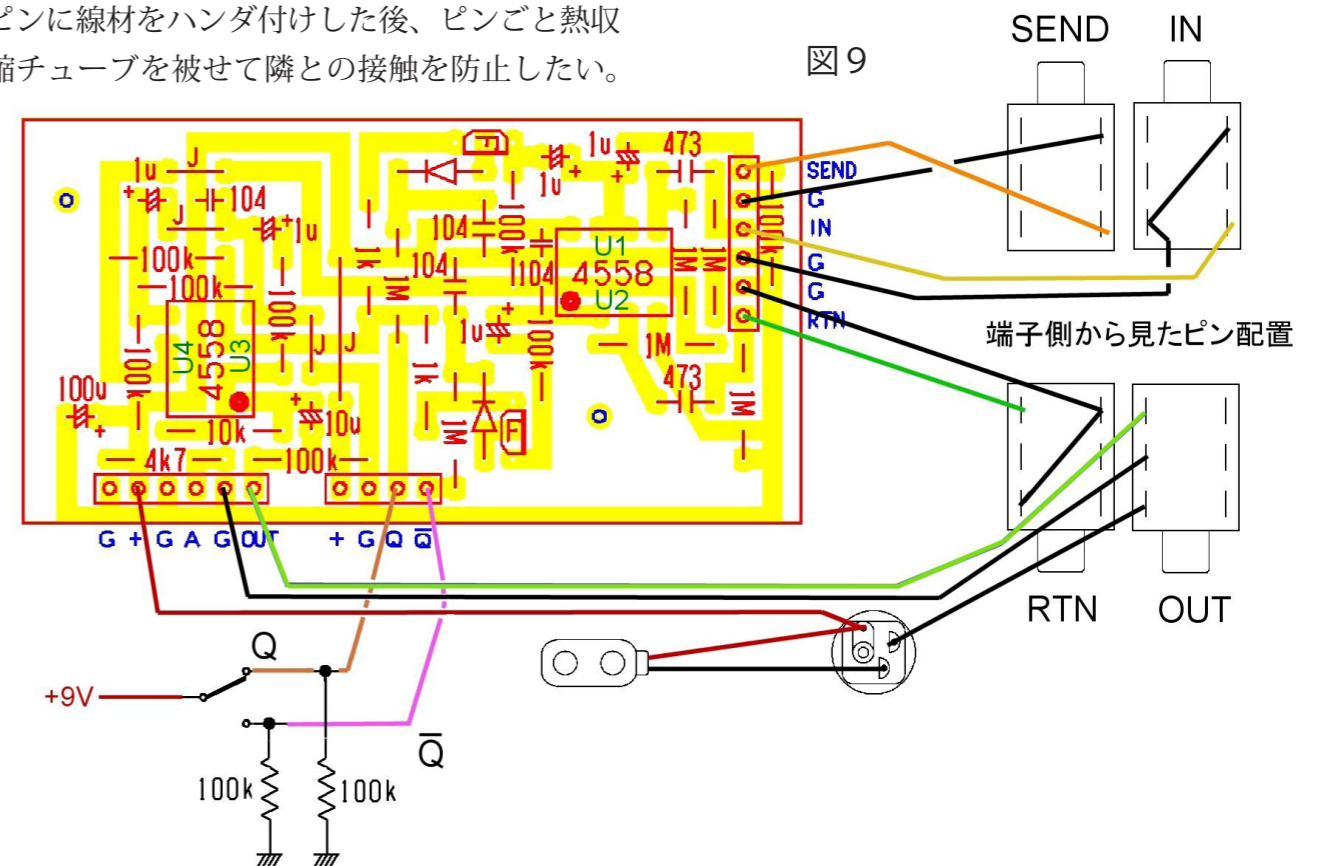 ピンに線材をハンダ付けした後、ピンごと熱収
縮チューブを被せて隣との接触を防止したい。
図９
SEND IN
1u J 104
J 1u
100k
100k
100k
100k
U4 4558 U3
100u
10k
10u
4k7
100k
J J
1k 1M
1k 1M
104
104
104
100k
100k
1u
1u
1u
F
F
U1
4558
U2
473
1M 1M
100k
1M
473
1M
SEND
G
IN
G
G
RTN
端子側から見たピン配置
G + G A G OUT
+ G Q Q̅
RTN OUT
Q
+9V
Q̅
100k 100k